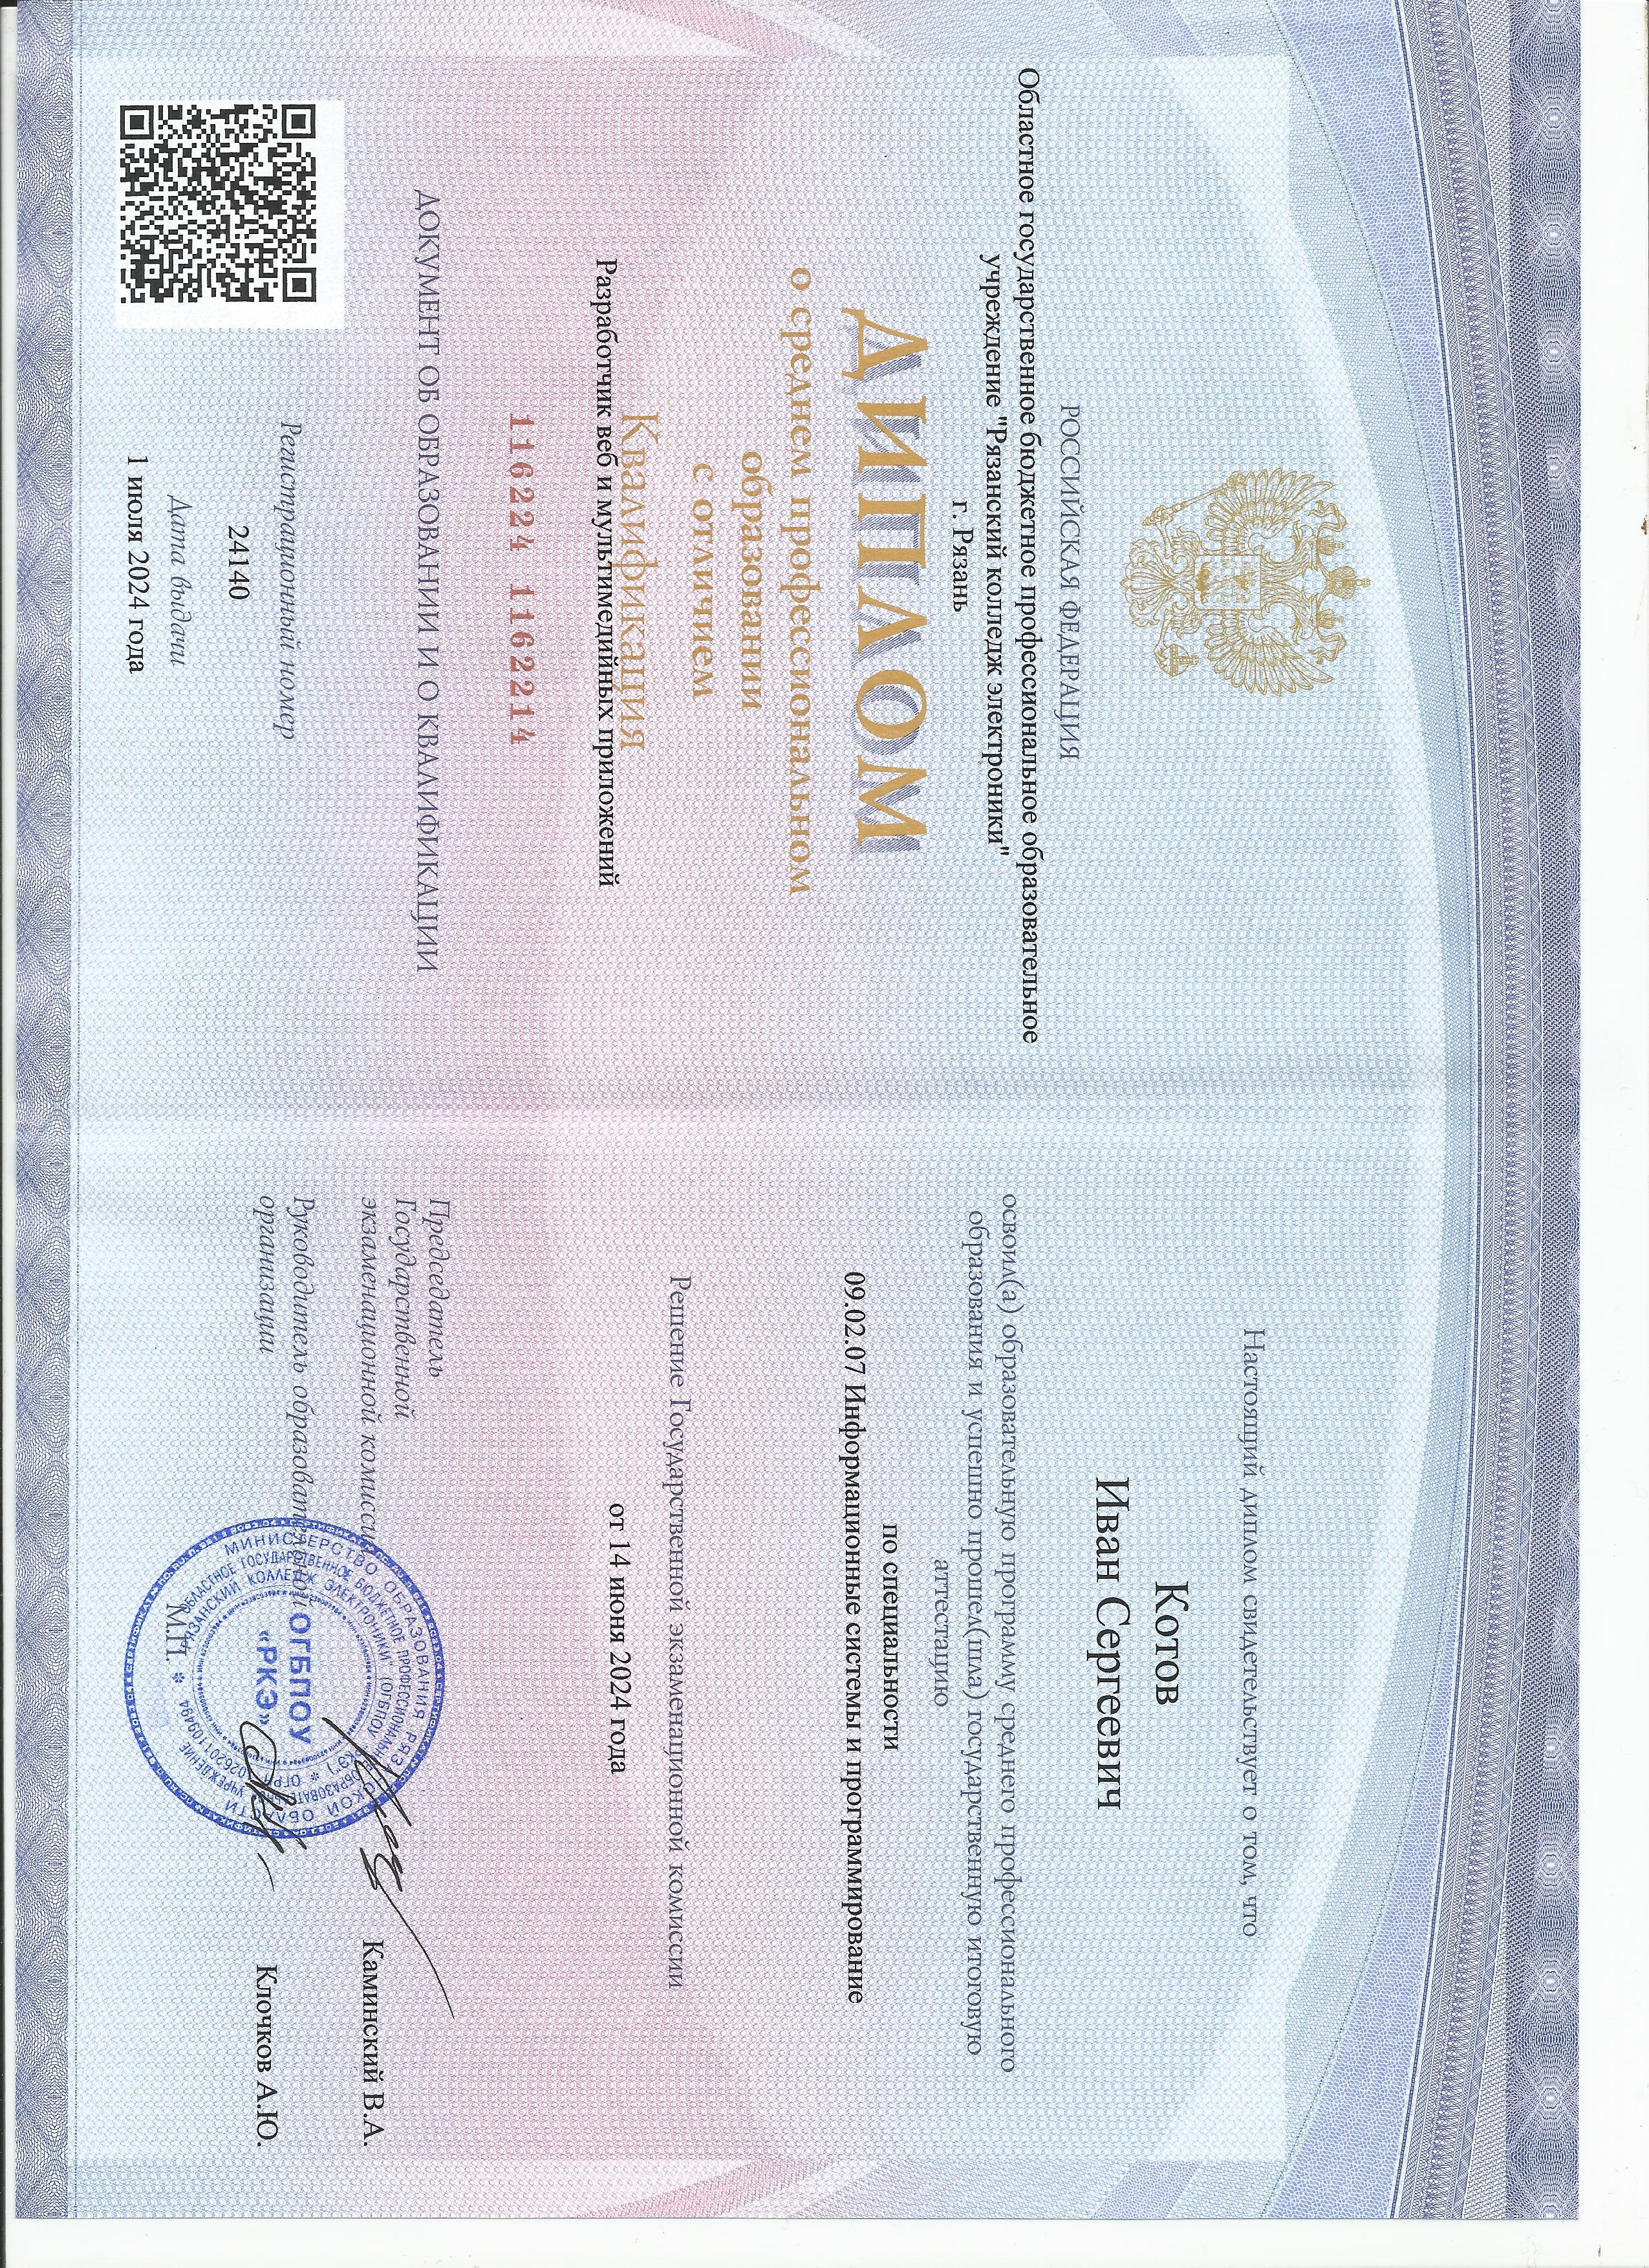 РОССИЙСКАЯ ФЕДЕРАЦИЯ
Областное государственное бюджетное профессиональное образовательное
учреждение "Рязанский колледж электроники"
г. Рязань
ДИПЛОМ
о среднем профессиональном
образовании
с отличием
Квалификация
Разработчик веб и мультимедийных приложений
116224 1162214
ДОКУМЕНТ ОБ ОБРАЗОВАНИИ И О КВАЛИФИКАЦИИ
Регистрационный номер
24140
Дата выдачи
1 июля 2024 года
Настоящий диплом свидетельствует о том, что
Котов
Иван Сергеевич
освоил(а) образовательную программу среднего профессионального
образования и успешно прошел(шла) государственную итоговую
аттестацию
по специальности
09.02.07 Информационные системы и программирование
Решение Государственной экзаменационной комиссии
от 14 июня 2024 года
Председатель
Государственной
экзаменационной комиссии
Каминский В.А.
Руководитель образовательной
организации
Клочков А.Ю.
М.П.
МИНИСТЕРСТВО ОБРАЗОВАНИЯ РЯЗАНСКОЙ ОБЛАСТИ
ОБЛАСТНОЕ ГОСУДАРСТВЕННОЕ БЮДЖЕТНОЕ ПРОФЕССИОНАЛЬНОЕ ОБРАЗОВАТЕЛЬНОЕ УЧРЕЖДЕНИЕ
РЯЗАНСКИЙ КОЛЛЕДЖ ЭЛЕКТРОНИКИ (ОГБПОУ "РКЭ") * ОГРН 1026201109494 *
ОГБПОУ
«РКЭ»